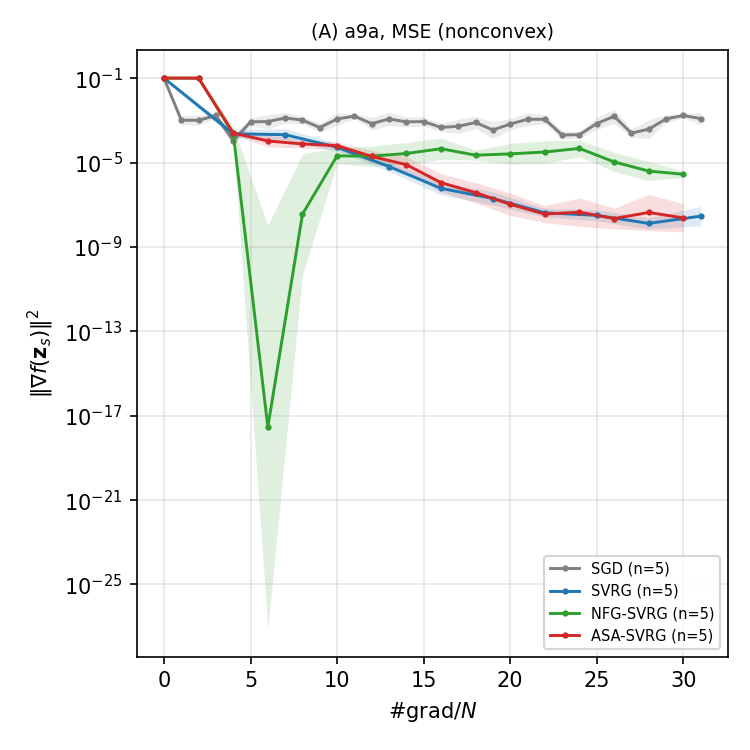 (A) a9a, MSE (nonconvex)
10⁻¹
10⁻⁵
10⁻⁹
10⁻¹³
10⁻¹⁷
10⁻²¹
10⁻²⁵
‖∇f(𝐳ₛ)‖²
SGD (n=5)
SVRG (n=5)
NFG-SVRG (n=5)
ASA-SVRG (n=5)
0 5 10 15 20 25 30
#grad/N